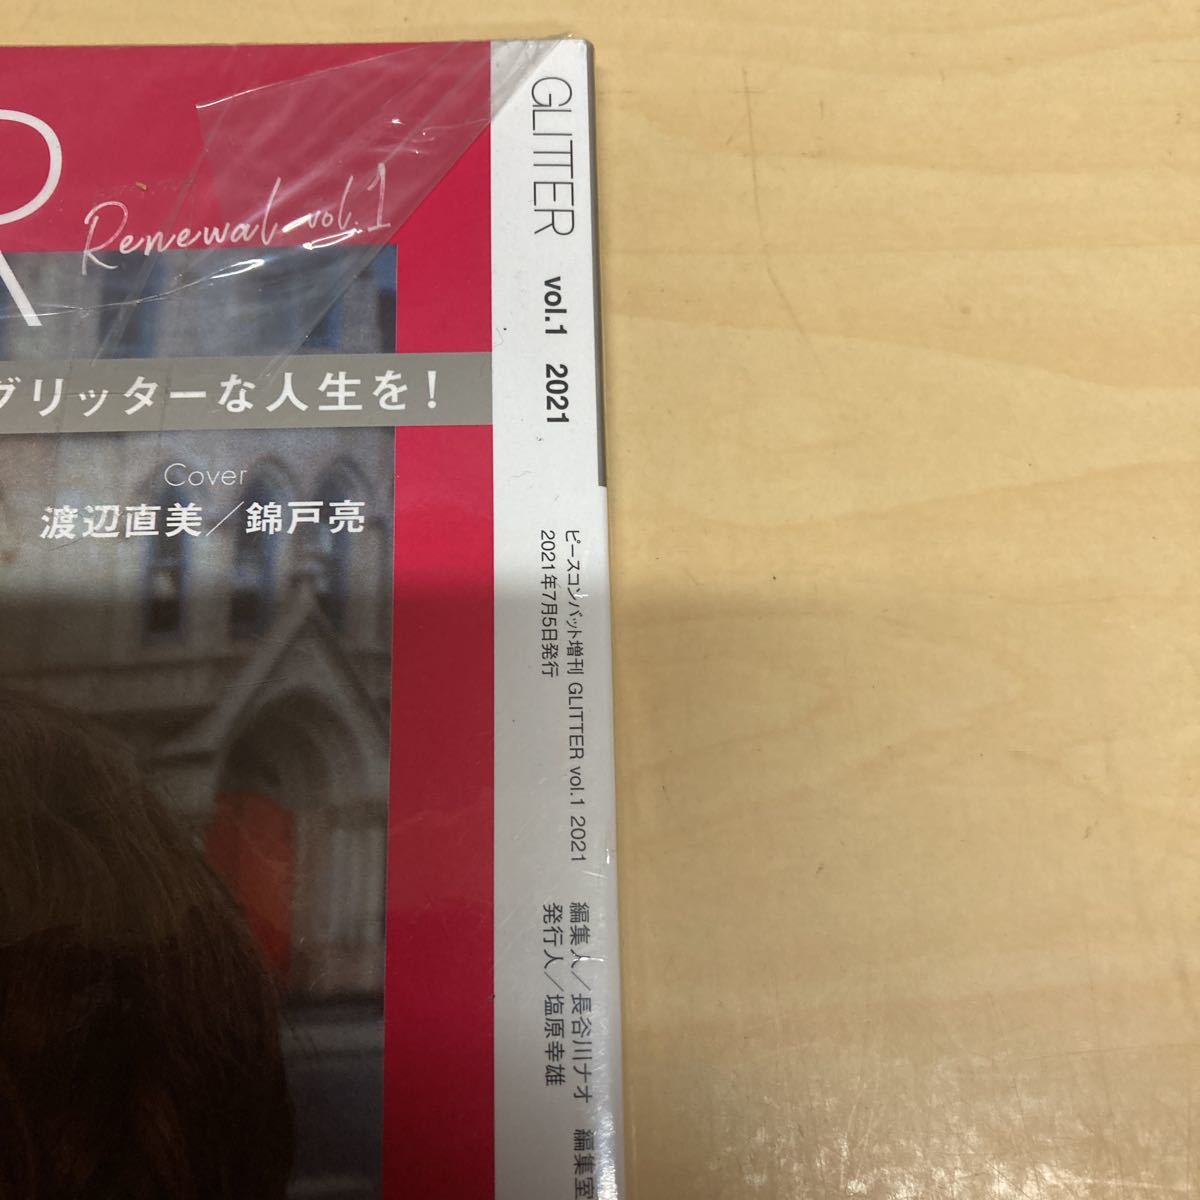 R
Renewal vol.1
グリッターな人生を!
Cover
渡辺直美/錦戸亮
GLITTER vol.1 2021
ピースコンバット増刊 GLITTER vol.1 2021
2021年7月5日発行
編集人/長谷川ナオ 編集室
発行人/塩原幸雄